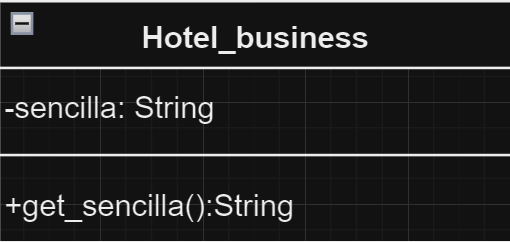 Hotel_business
-sencilla: String
+get_sencilla():String